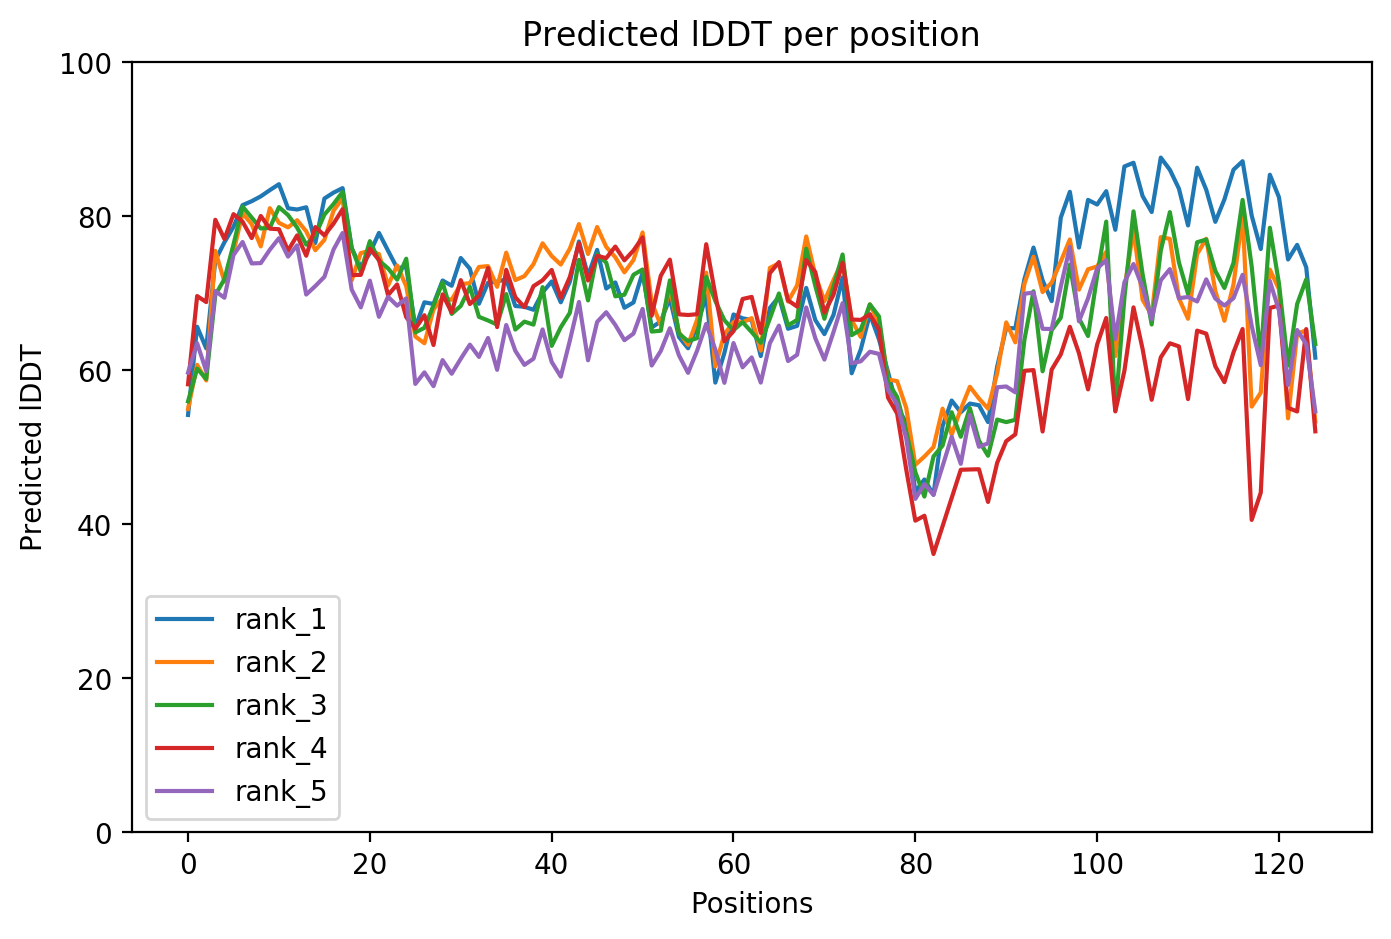 Predicted lDDT per position
100
80
60
40
20
0
Predicted lDDT
rank_1
rank_2
rank_3
rank_4
rank_5
0 20 40 60 80 100 120
Positions